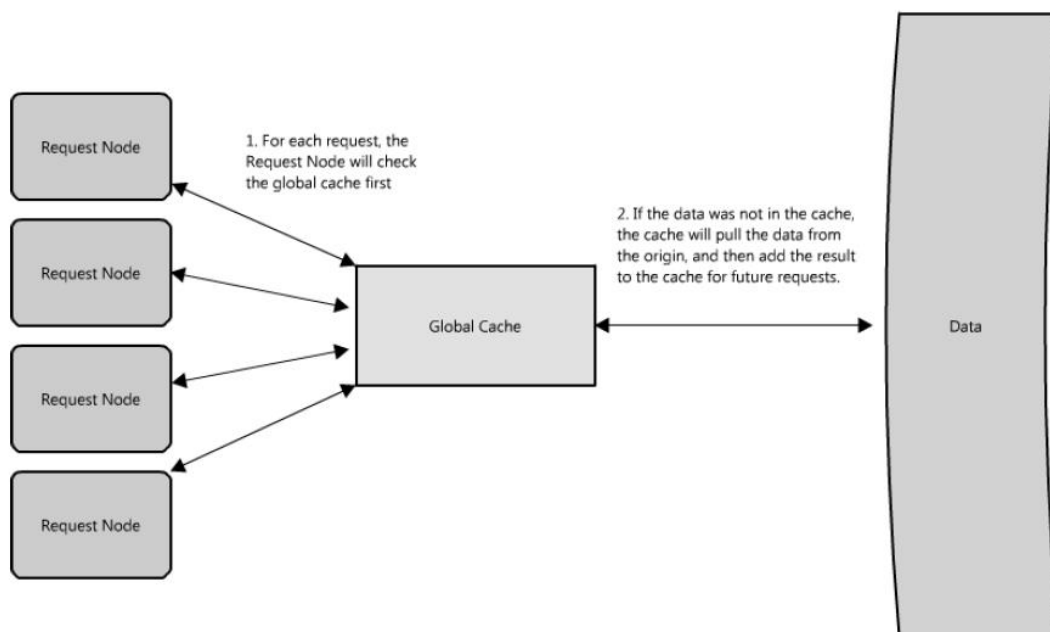 Request Node
1. For each request, the
Request Node will check
the global cache first
Request Node
2. If the data was not in the cache,
the cache will pull the data from
the origin, and then add the result
to the cache for future requests.
Global Cache
Data
Request Node
Request Node